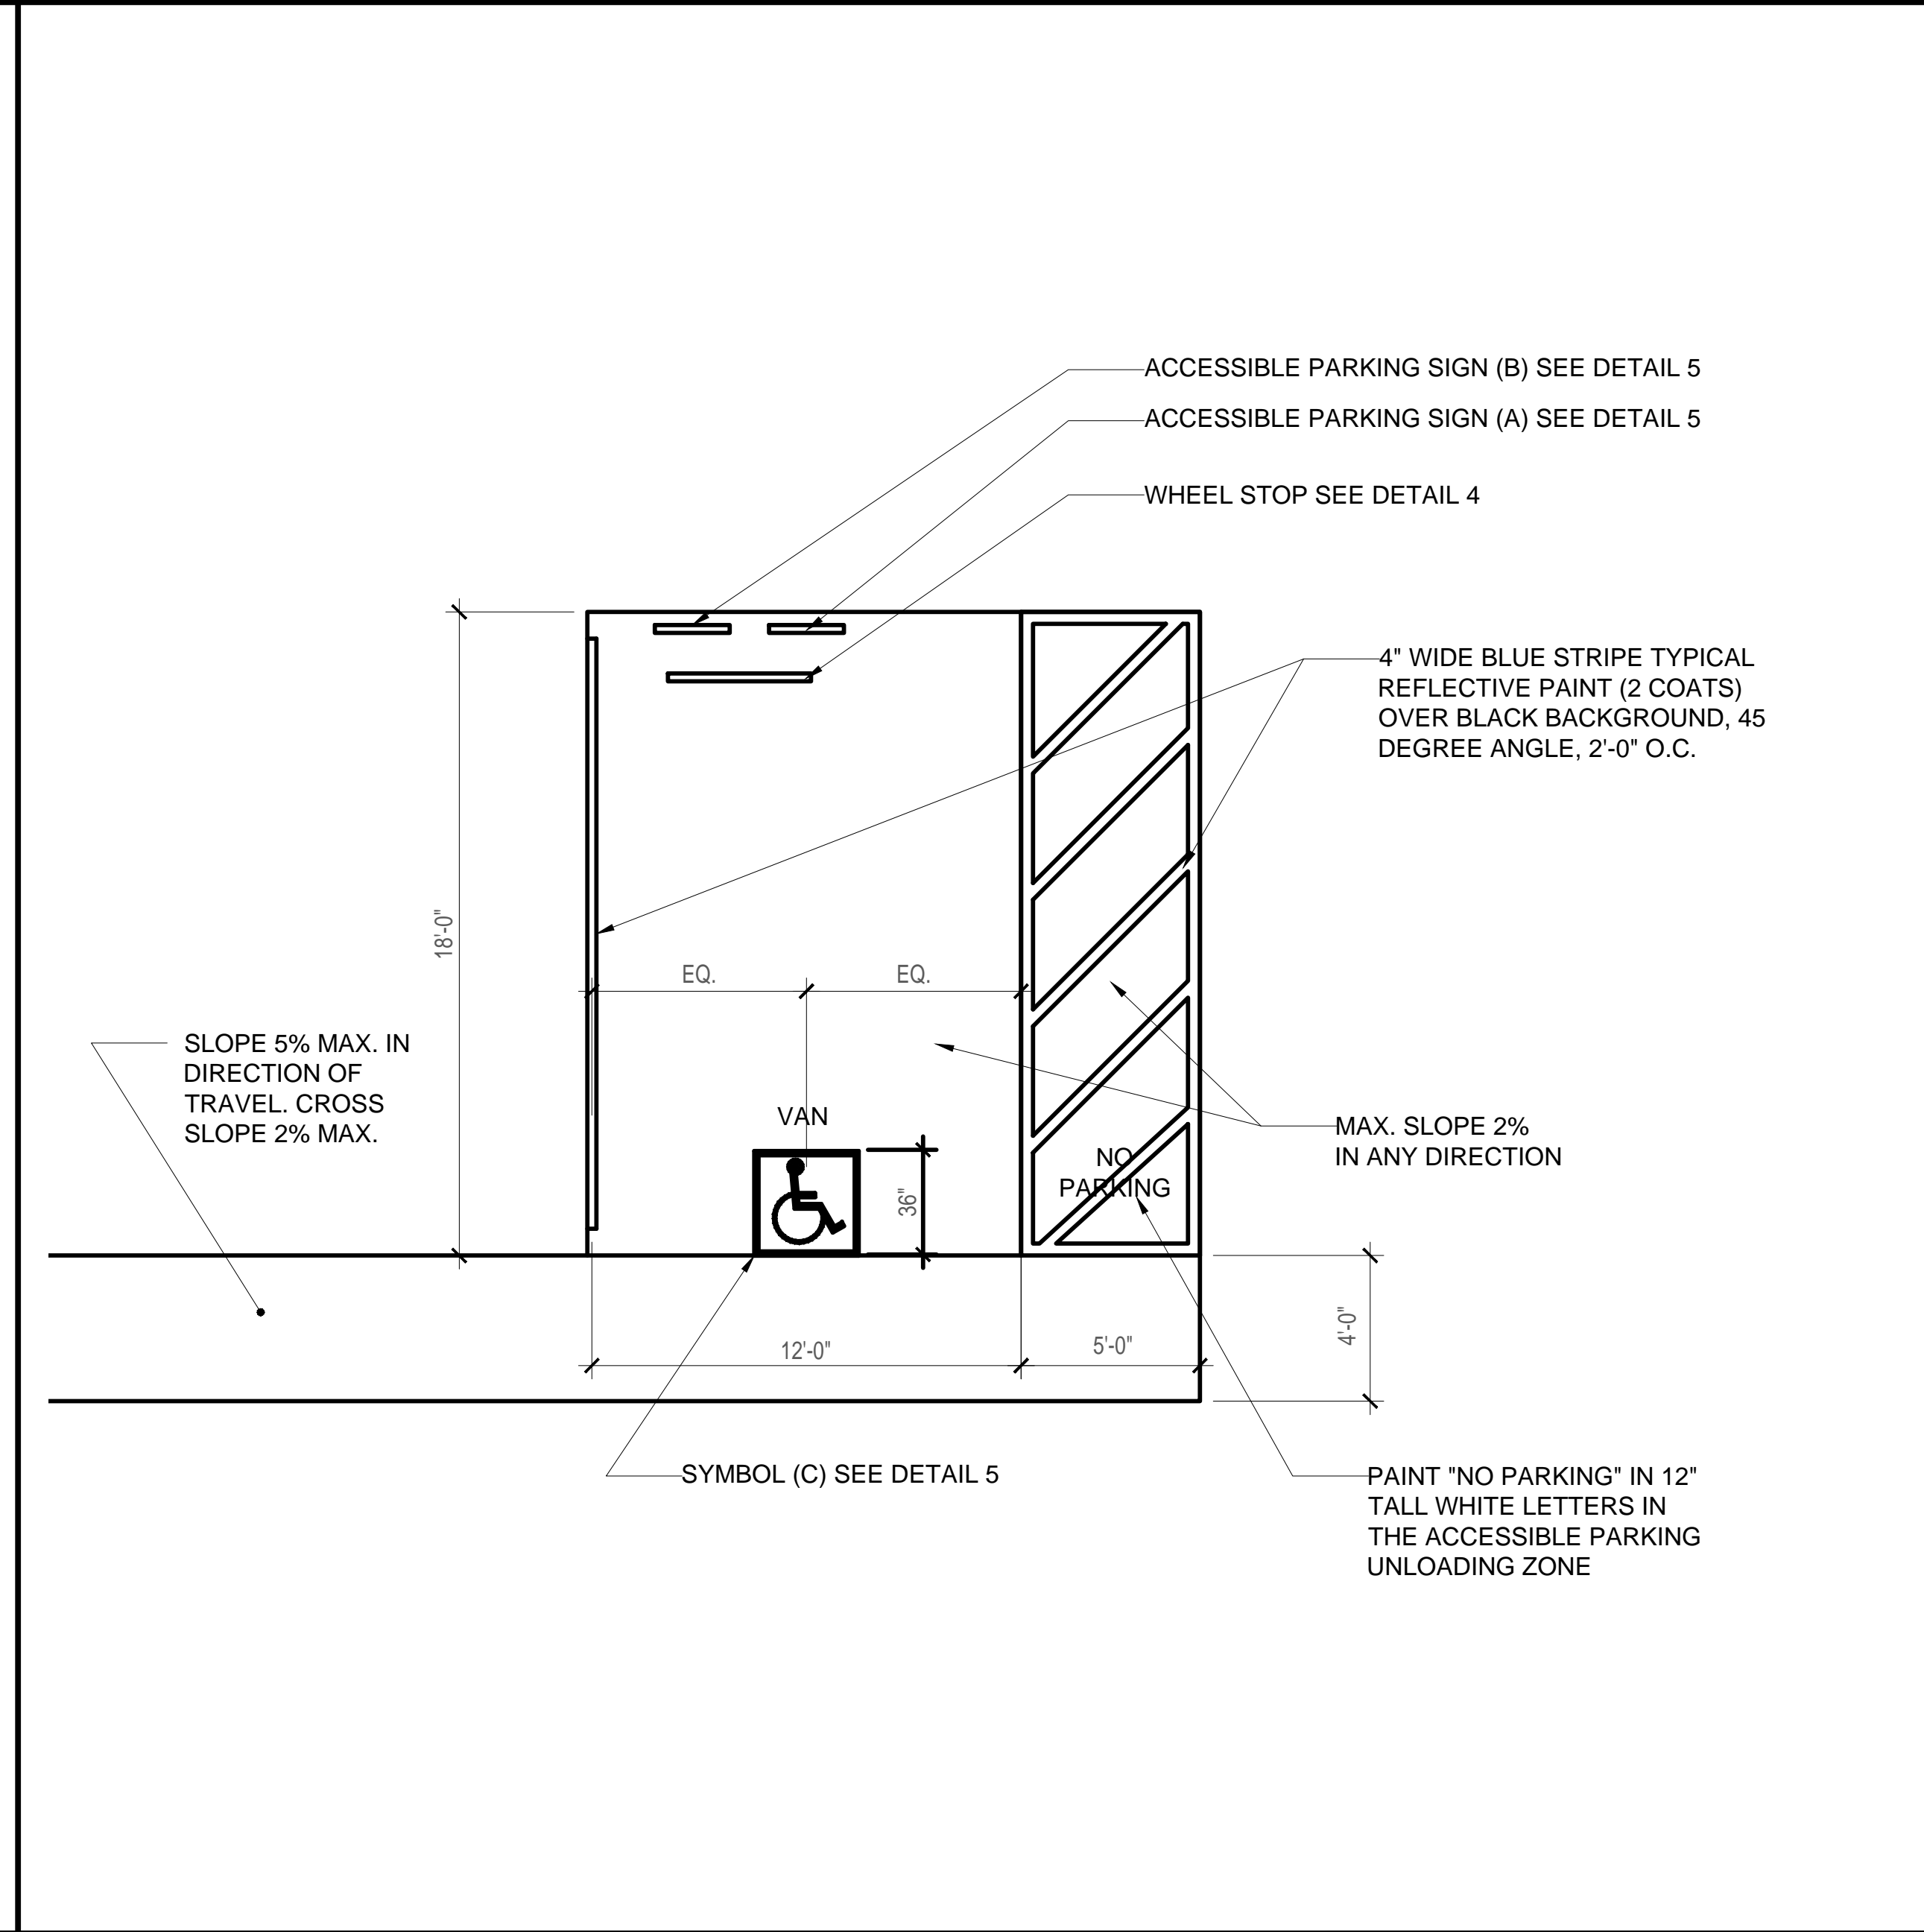 ACCESSIBLE PARKING SIGN (B) SEE DETAIL 5
ACCESSIBLE PARKING SIGN (A) SEE DETAIL 5
WHEEL STOP SEE DETAIL 4
4" WIDE BLUE STRIPE TYPICAL
REFLECTIVE PAINT (2 COATS)
OVER BLACK BACKGROUND, 45
DEGREE ANGLE, 2'-0" O.C.
18'-0"
EQ.
EQ.
SLOPE 5% MAX. IN
DIRECTION OF
TRAVEL. CROSS
SLOPE 2% MAX.
VAN
36"
NO
PARKING
MAX. SLOPE 2%
IN ANY DIRECTION
12'-0"
5'-0"
4'-0"
SYMBOL (C) SEE DETAIL 5
PAINT "NO PARKING" IN 12"
TALL WHITE LETTERS IN
THE ACCESSIBLE PARKING
UNLOADING ZONE